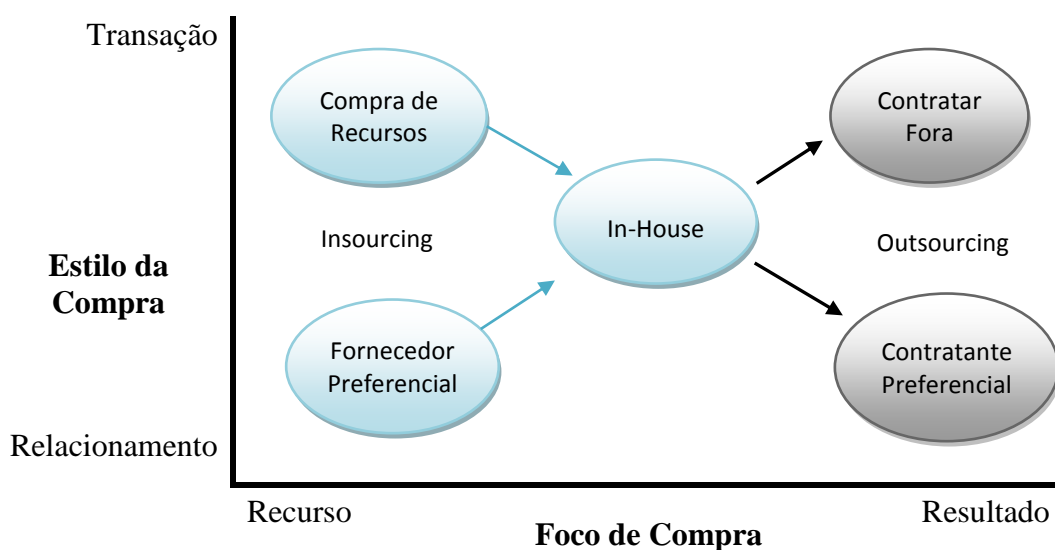 Transação
Compra de
Recursos
Contratar
Fora
In-House
Insourcing
Outsourcing
Estilo da
Compra
Fornecedor
Preferencial
Contratante
Preferencial
Relacionamento
Recurso
Resultado
Foco de Compra